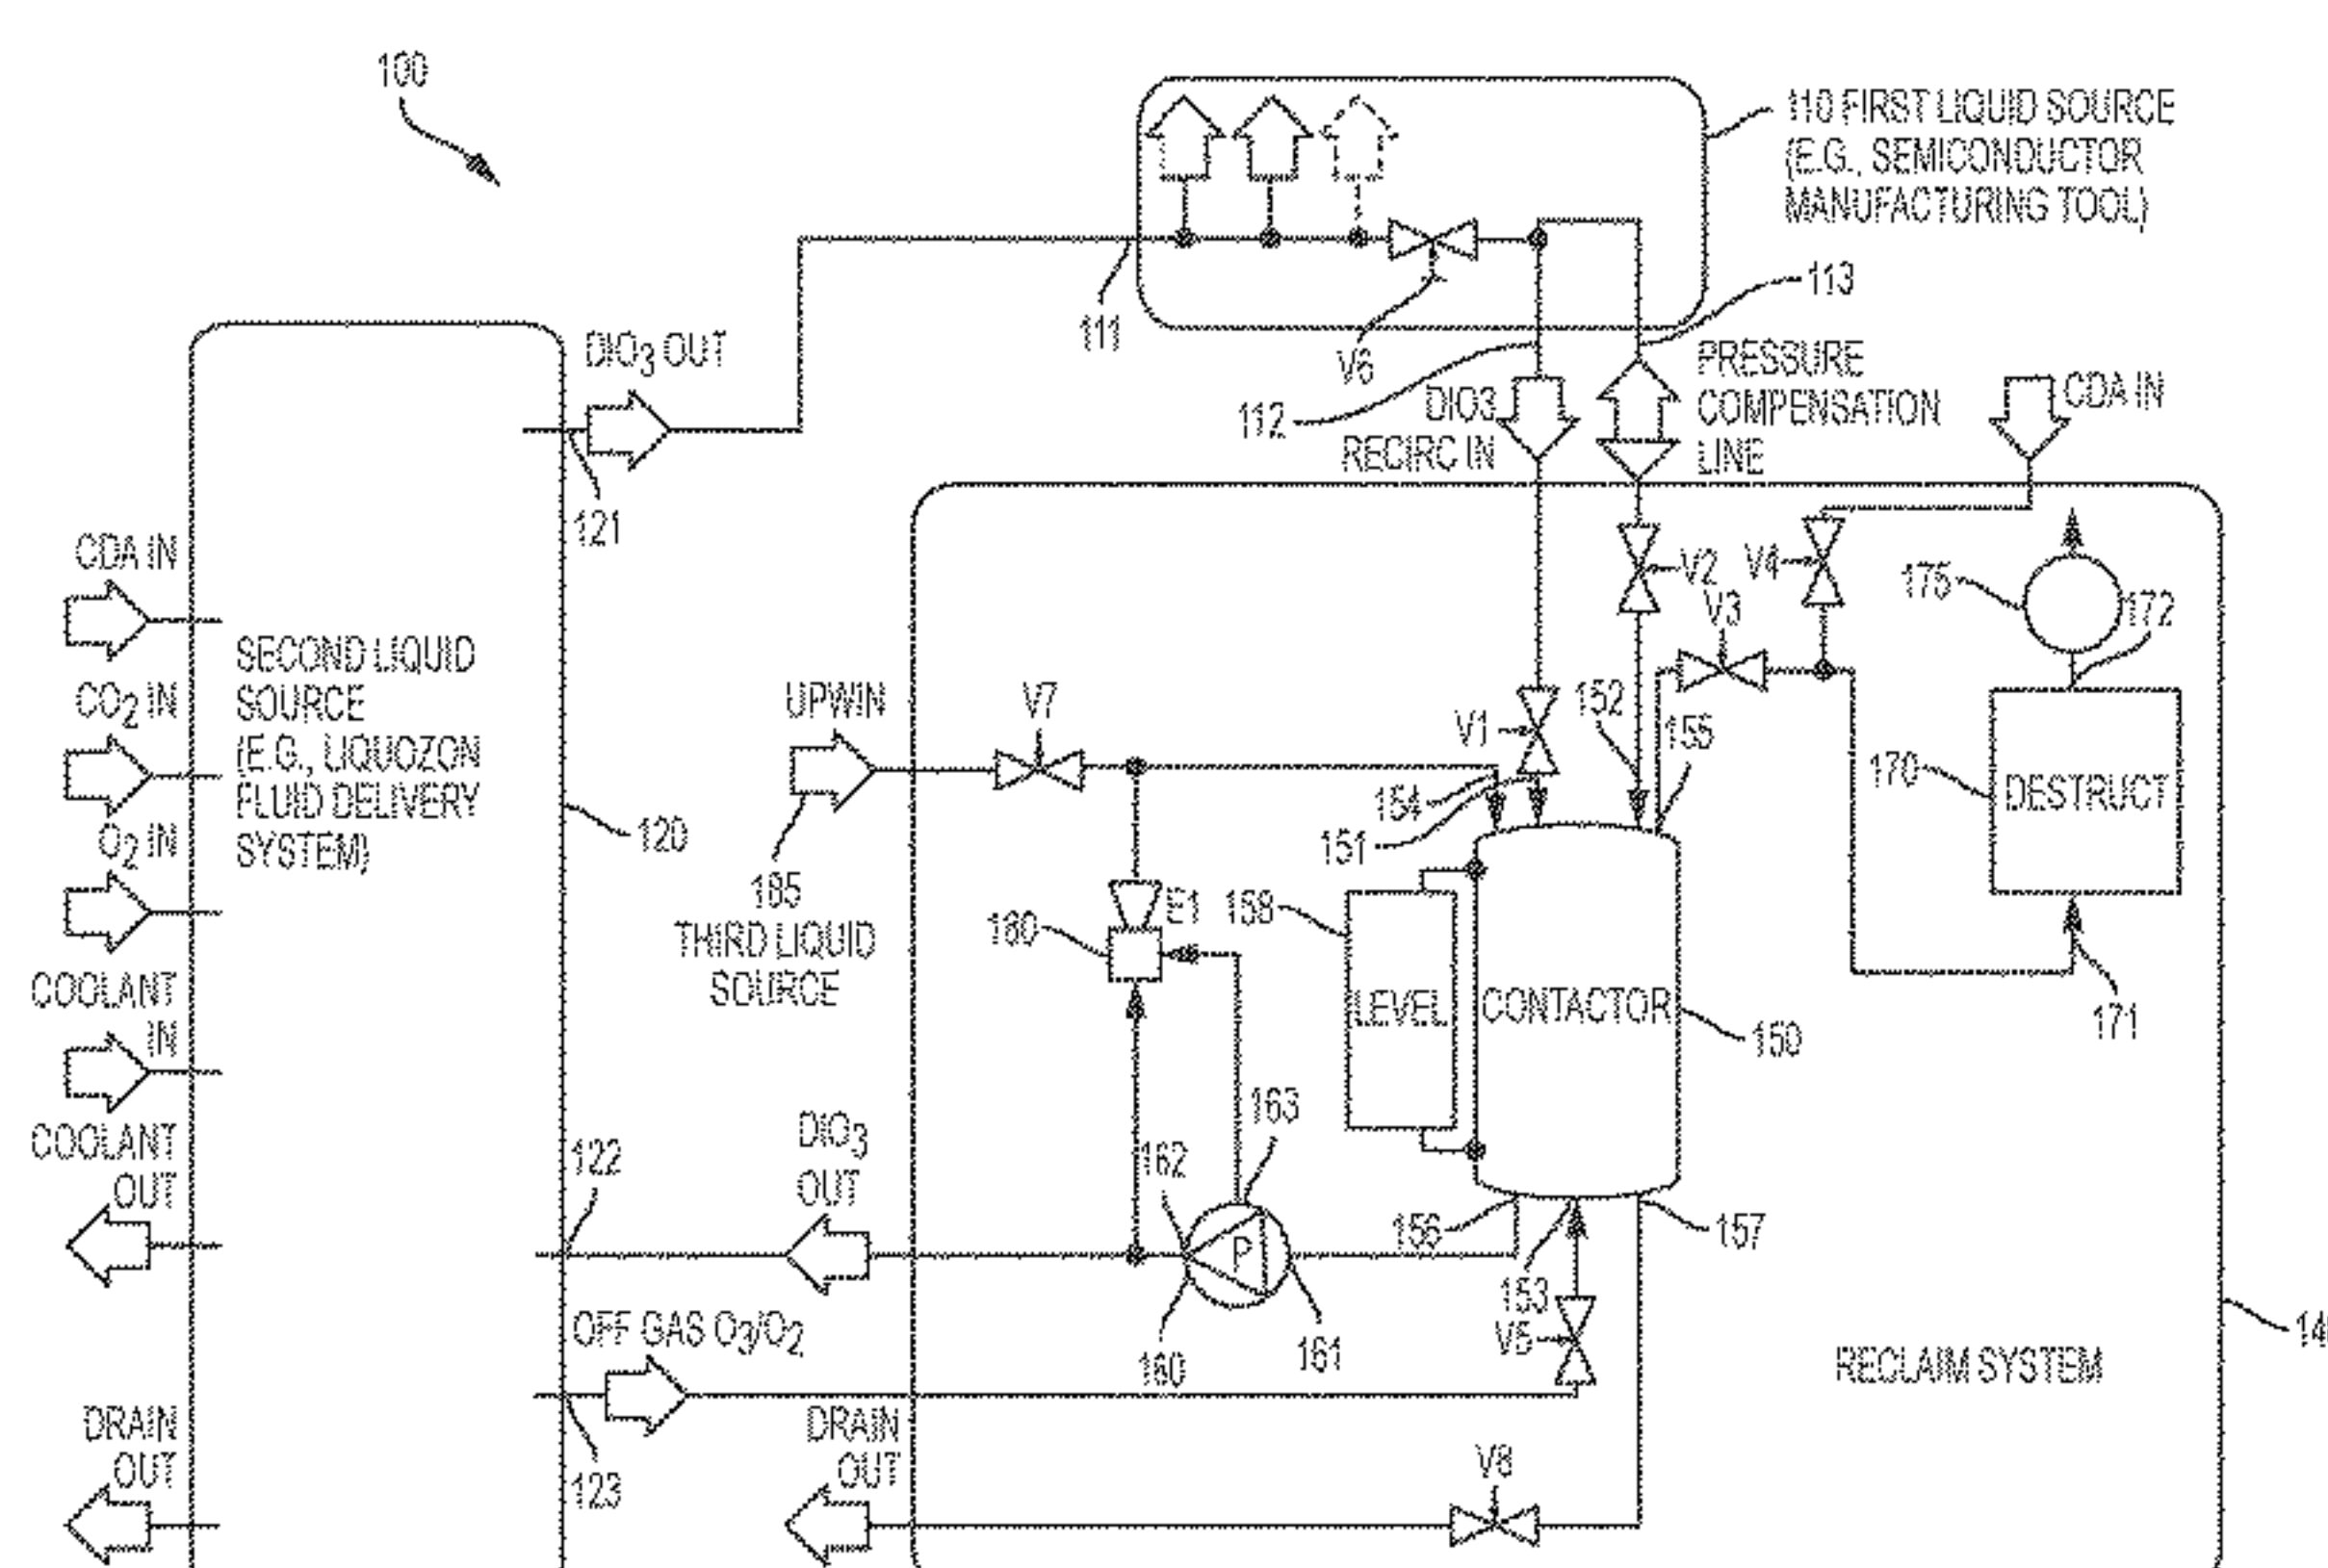 100
110 FIRST LIQUID SOURCE
(E.G., SEMICONDUCTOR
MANUFACTURING TOOL)
111
V6
113
112
DIO3
RECIRC IN
PRESSURE
COMPENSATION
LINE
CDA IN
DIO3 OUT
121
CDA IN
CO2 IN
O2 IN
COOLANT
IN
COOLANT
OUT
DRAIN
OUT
SECOND LIQUID
SOURCE
(E.G., LIQUOZON
FLUID DELIVERY
SYSTEM)
120
UPWIN
V7
185
THIRD LIQUID
SOURCE
V1
V2
V3
V4
175
172
152
155
154
151
170
DESTRUCT
171
180
E1
158
LEVEL
CONTACTOR
150
163
162
P
160
161
156
153
157
V5
DIO3
OUT
122
OFF GAS O3/O2
123
DRAIN
OUT
V8
RECLAIM SYSTEM